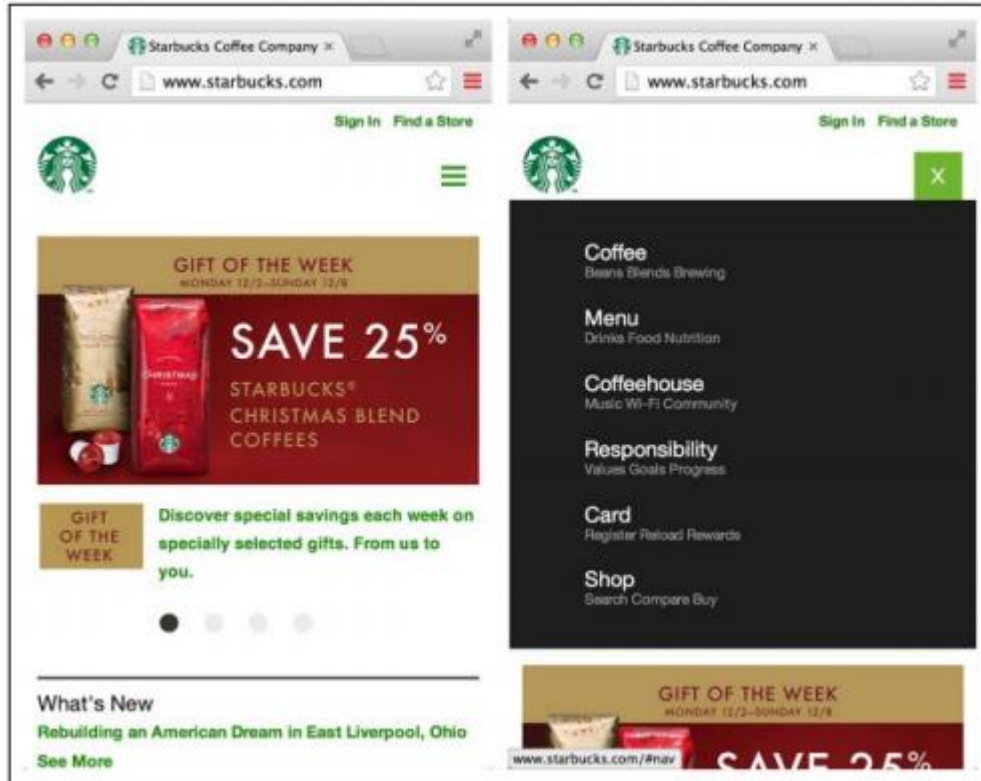 Starbucks Coffee Company ×
www.starbucks.com
Sign In Find a Store
GIFT OF THE WEEK
MONDAY 12/2–SUNDAY 12/8
SAVE 25%
STARBUCKS®
CHRISTMAS BLEND
COFFEES
CHRISTMAS
GIFT
OF THE
WEEK
Discover special savings each week on
specially selected gifts. From us to
you.
What's New
Rebuilding an American Dream in East Liverpool, Ohio
See More
Starbucks Coffee Company ×
www.starbucks.com
Sign In Find a Store
X
Coffee
Beans Blends Brewing
Menu
Drinks Food Nutrition
Coffeehouse
Music Wi-Fi Community
Responsibility
Values Goals Progress
Card
Register Reload Rewards
Shop
Search Compare Buy
GIFT OF THE WEEK
MONDAY 12/2–SUNDAY 12/8
SAVE 25%
www.starbucks.com/#nav